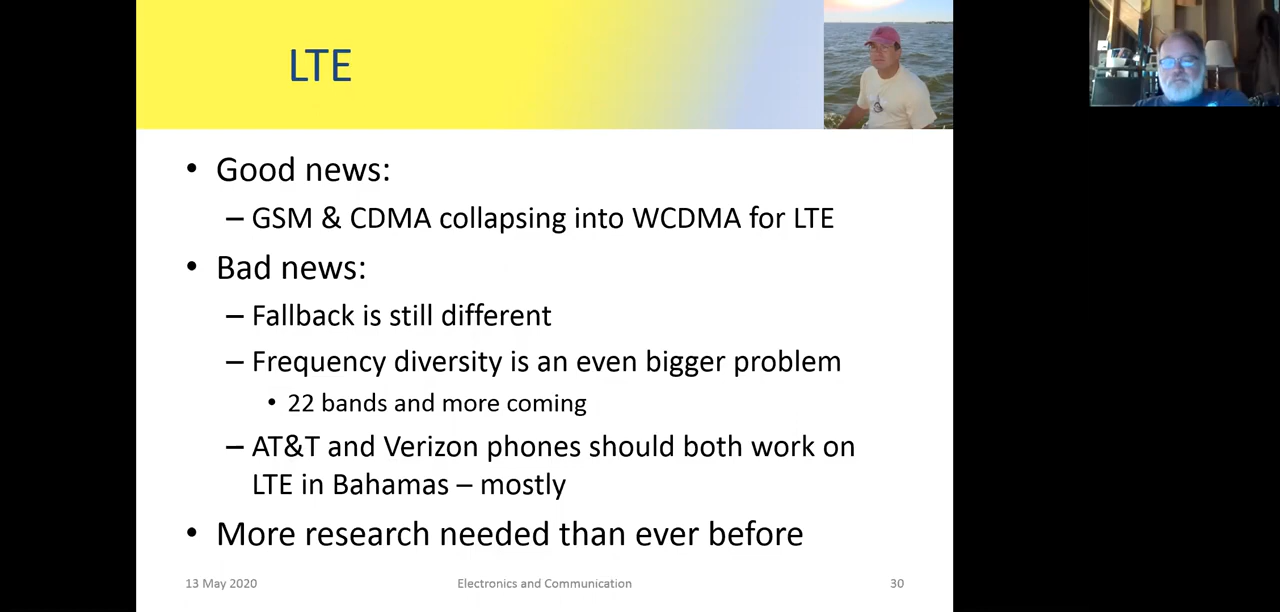 LTE
• Good news:
– GSM & CDMA collapsing into WCDMA for LTE
• Bad news:
– Fallback is still different
– Frequency diversity is an even bigger problem
• 22 bands and more coming
– AT&T and Verizon phones should both work on
LTE in Bahamas – mostly
• More research needed than ever before
13 May 2020
Electronics and Communication
30